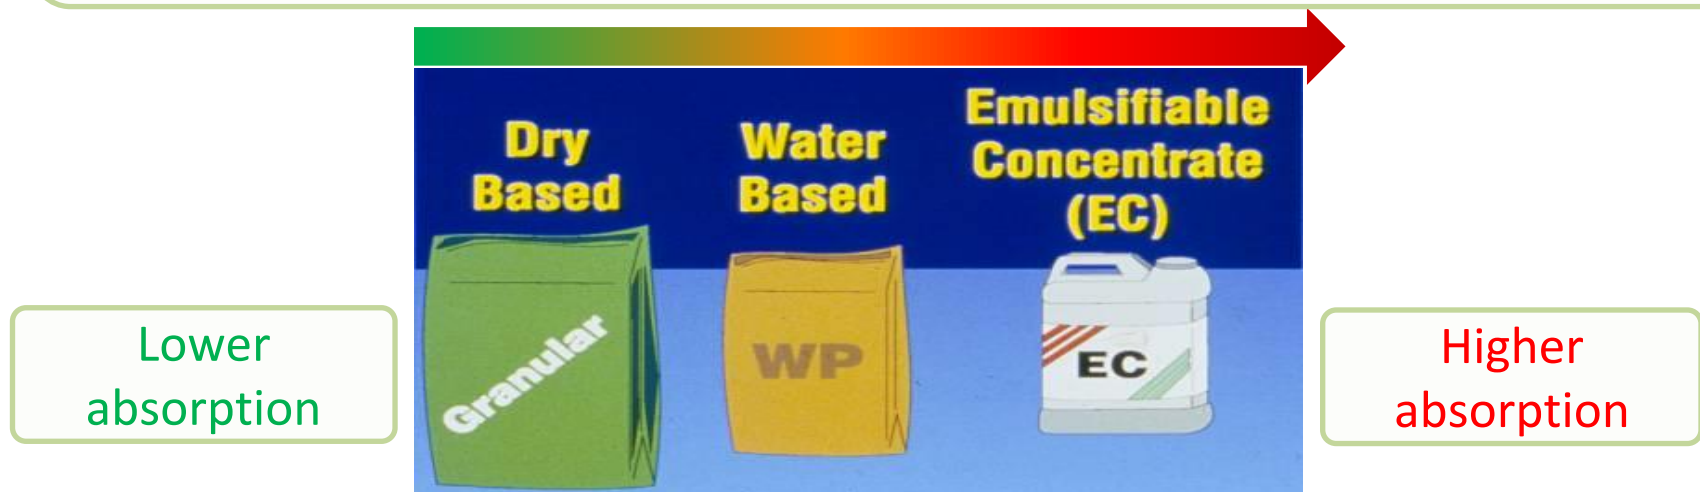 Dry
Based
Water
Based
Emulsifiable
Concentrate
(EC)
Granular
WP
EC
Lower
absorption
Higher
absorption